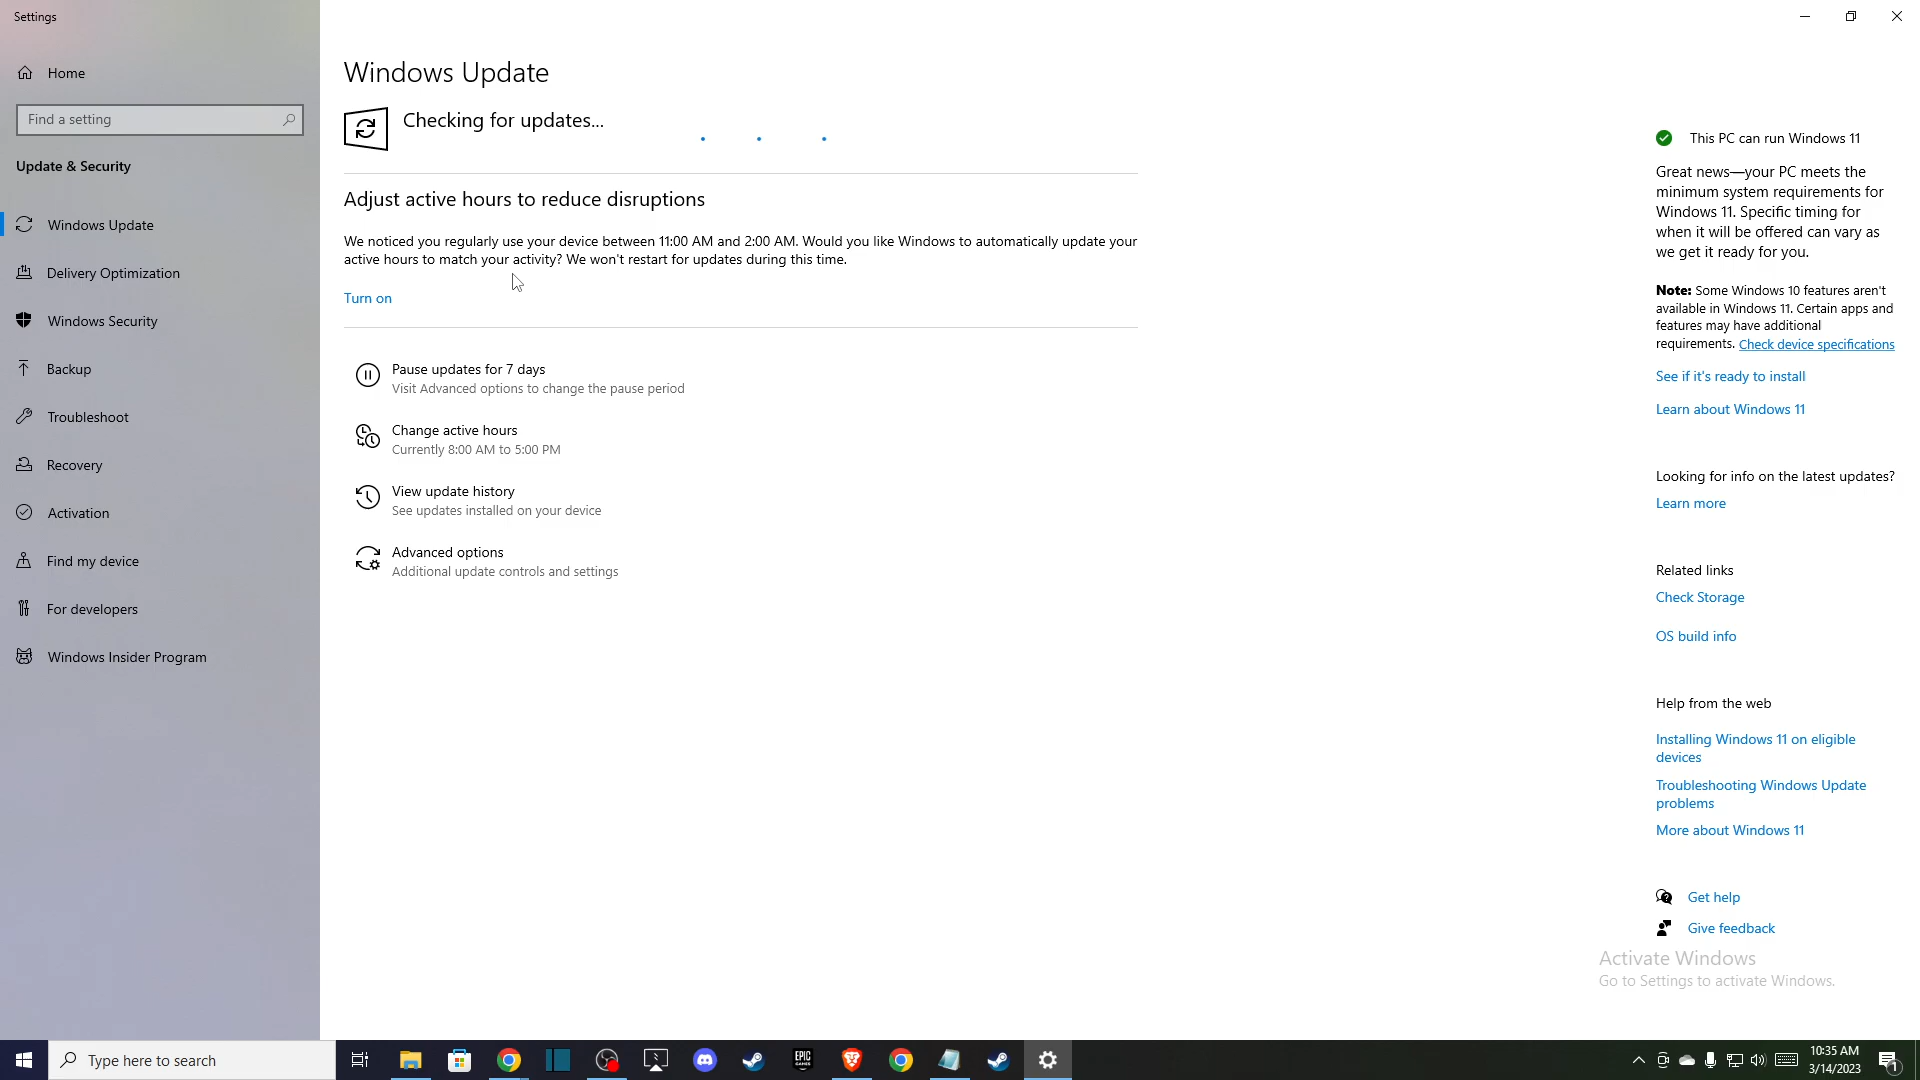 Settings
Home
Find a setting
Update & Security
Windows Update
Delivery Optimization
Windows Security
Backup
Troubleshoot
Recovery
Activation
Find my device
For developers
Windows Insider Program
Windows Update
Checking for updates...
Adjust active hours to reduce disruptions
We noticed you regularly use your device between 11:00 AM and 2:00 AM. Would you like Windows to automatically update your
active hours to match your activity? We won't restart for updates during this time.
Turn on
Pause updates for 7 days
Visit Advanced options to change the pause period
Change active hours
Currently 8:00 AM to 5:00 PM
View update history
See updates installed on your device
Advanced options
Additional update controls and settings
This PC can run Windows 11
Great news—your PC meets the
minimum system requirements for
Windows 11. Specific timing for
when it will be offered can vary as
we get it ready for you.
Note: Some Windows 10 features aren't
available in Windows 11. Certain apps and
features may have additional
requirements. Check device specifications
See if it's ready to install
Learn about Windows 11
Looking for info on the latest updates?
Learn more
Related links
Check Storage
OS build info
Help from the web
Installing Windows 11 on eligible
devices
Troubleshooting Windows Update
problems
More about Windows 11
Get help
Give feedback
Activate Windows
Go to Settings to activate Windows.
Type here to search
EPIC
GAMES
10:35 AM
3/14/2023
1